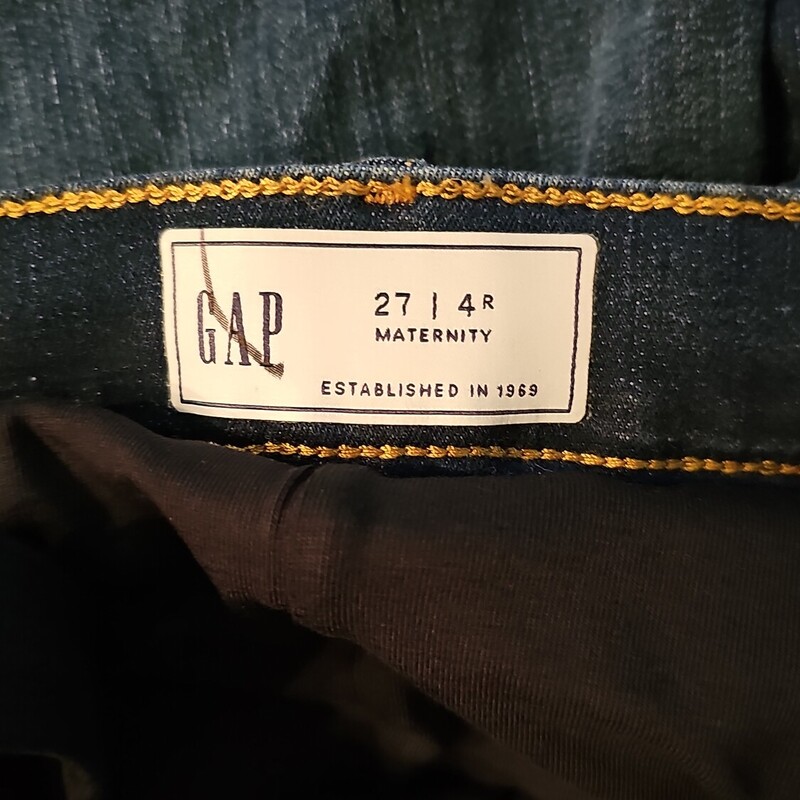 GAP
27 | 4R
MATERNITY
ESTABLISHED IN 1969